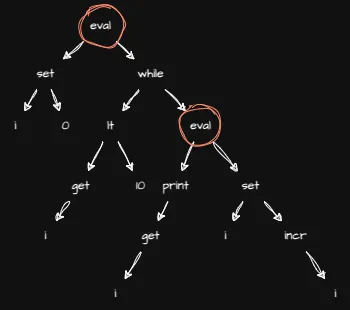 eval
set while
i 0 lt eval
get 10 print set
i get i incr
i i